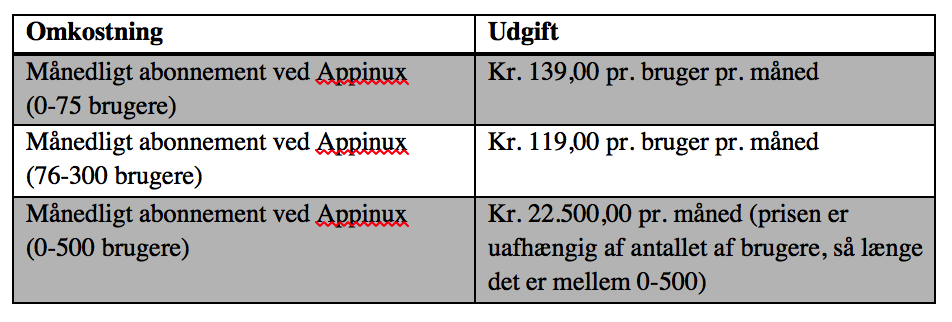 Omkostning
Udgift
Månedligt abonnement ved Appinux
(0-75 brugere)
Kr. 139,00 pr. bruger pr. måned
Månedligt abonnement ved Appinux
(76-300 brugere)
Kr. 119,00 pr. bruger pr. måned
Månedligt abonnement ved Appinux
(0-500 brugere)
Kr. 22.500,00 pr. måned (prisen er
uafhængig af antallet af brugere, så længe
det er mellem 0-500)